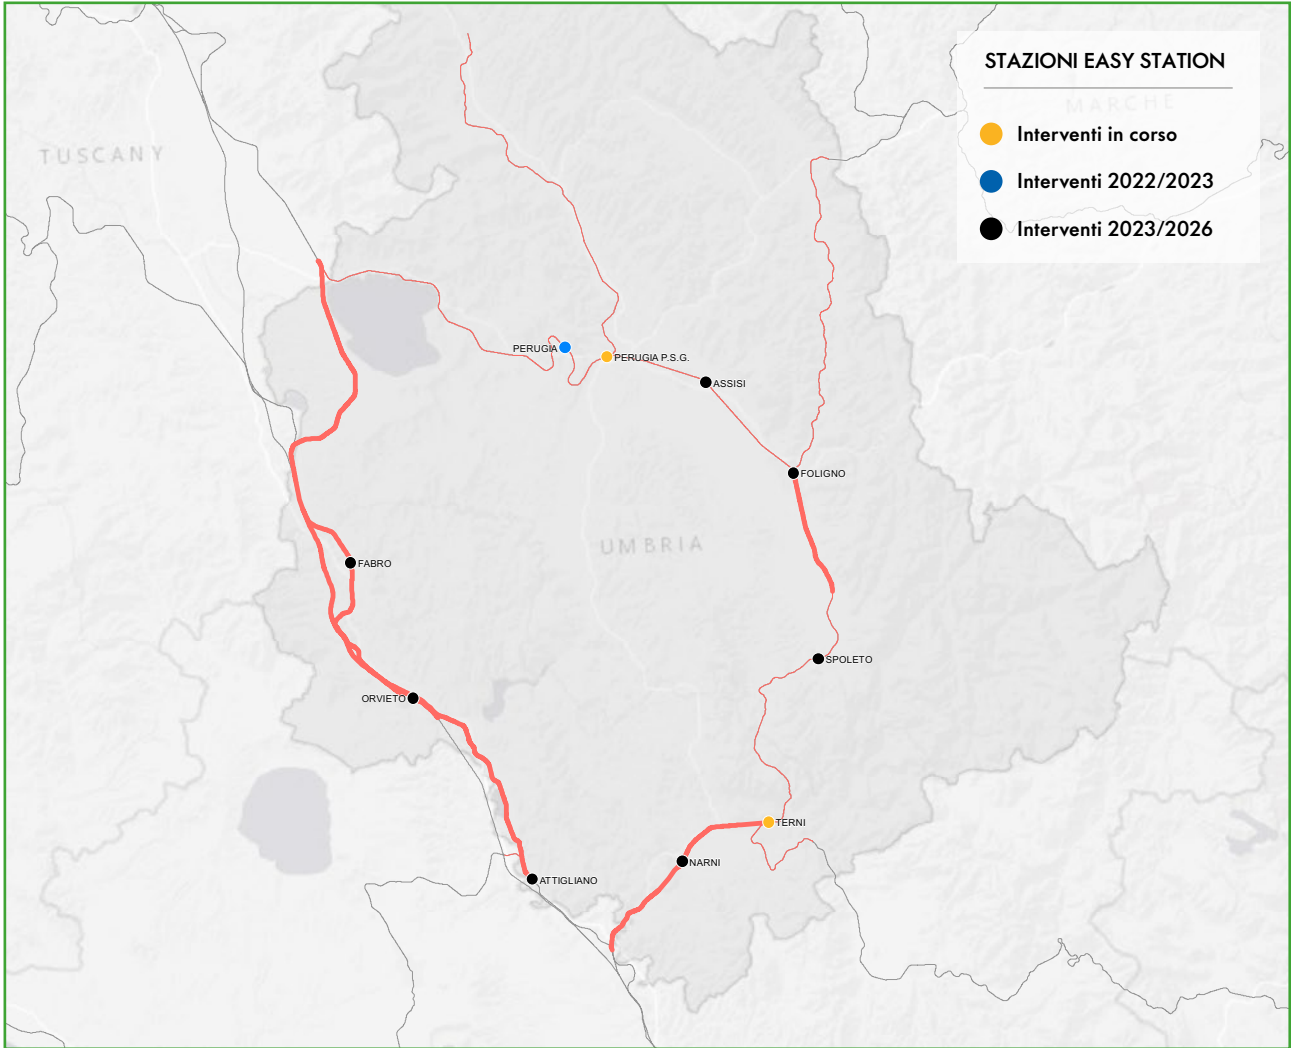 STAZIONI EASY STATION
MARCHE
Interventi in corso
TUSCANY
Interventi 2022/2023
Interventi 2023/2026
PERUGIA
PERUGIA P.S.G.
ASSISI
FOLIGNO
UMBRIA
FABRO
SPOLETO
ORVIETO
TERNI
NARNI
ATTIGLIANO